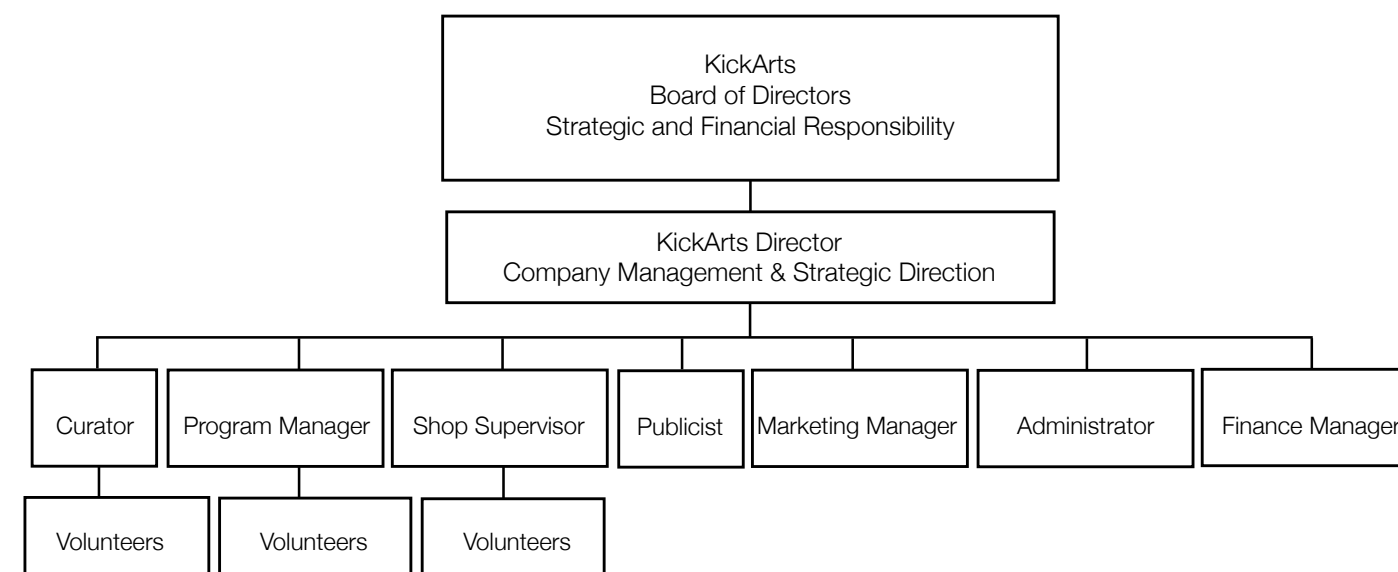 KickArts
Board of Directors
Strategic and Financial Responsibility
KickArts Director
Company Management & Strategic Direction
Curator
Program Manager
Shop Supervisor
Publicist
Marketing Manager
Administrator
Finance Manager
Volunteers
Volunteers
Volunteers